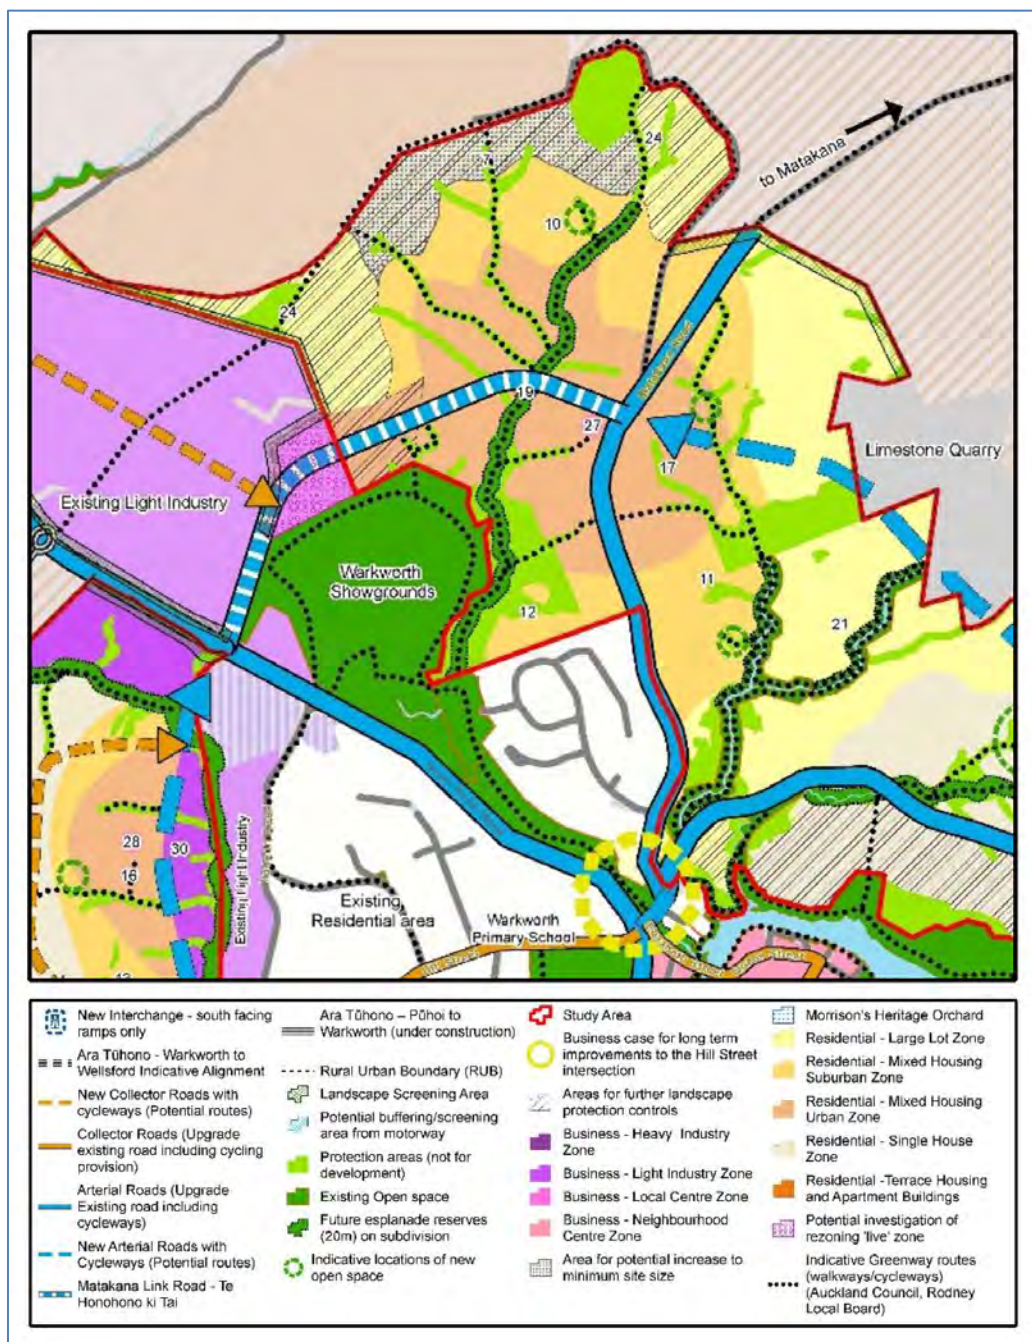 to Matakana
24
7
10
24
Matakana Road
19
27
17
Limestone Quarry
Existing Light Industry
Warkworth
Showgrounds
11
12
21
28
30
16
Existing Light Industry
Existing
Residential area
Warkworth
Primary School
Hill Street
13
New Interchange - south facing
ramps only
Ara Tūhono - Warkworth to
Wellsford Indicative Alignment
New Collector Roads with
cycleways (Potential routes)
Collector Roads (Upgrade
existing road including cycling
provision)
Arterial Roads (Upgrade
Existing road including
cycleways)
New Arterial Roads with
Cycleways (Potential routes)
Matakana Link Road - Te
Honohono ki Tai
Ara Tūhono – Pūhoi to
Warkworth (under construction)
Rural Urban Boundary (RUB)
Landscape Screening Area
Potential buffering/screening
area from motorway
Protection areas (not for
development)
Existing Open space
Future esplanade reserves
(20m) on subdivision
Indicative locations of new
open space
Study Area
Business case for long term
improvements to the Hill Street
intersection
Areas for further landscape
protection controls
Business - Heavy Industry
Zone
Business - Light Industry Zone
Business - Local Centre Zone
Business - Neighbourhood
Centre Zone
Area for potential increase to
minimum site size
Morrison's Heritage Orchard
Residential - Large Lot Zone
Residential - Mixed Housing
Suburban Zone
Residential - Mixed Housing
Urban Zone
Residential - Single House
Zone
Residential -Terrace Housing
and Apartment Buildings
Potential investigation of
rezoning 'live' zone
Indicative Greenway routes
(walkways/cycleways)
(Auckland Council, Rodney
Local Board)